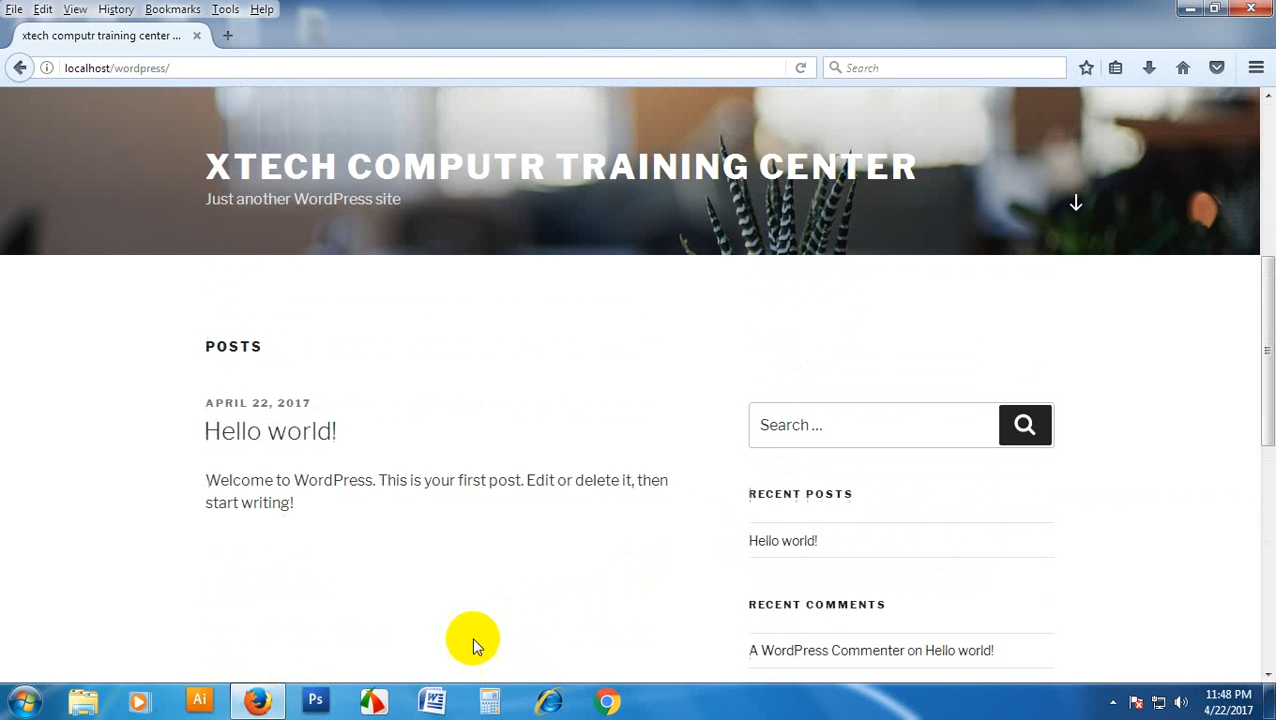 File Edit View History Bookmarks Tools Help
xtech computr training center ...
localhost/wordpress/
Search
XTECH COMPUTR TRAINING CENTER
Just another WordPress site
POSTS
APRIL 22, 2017
Hello world!
Welcome to WordPress. This is your first post. Edit or delete it, then
start writing!
Search ...
RECENT POSTS
Hello world!
RECENT COMMENTS
A WordPress Commenter on Hello world!
Ai
Ps
11:48 PM
4/22/2017